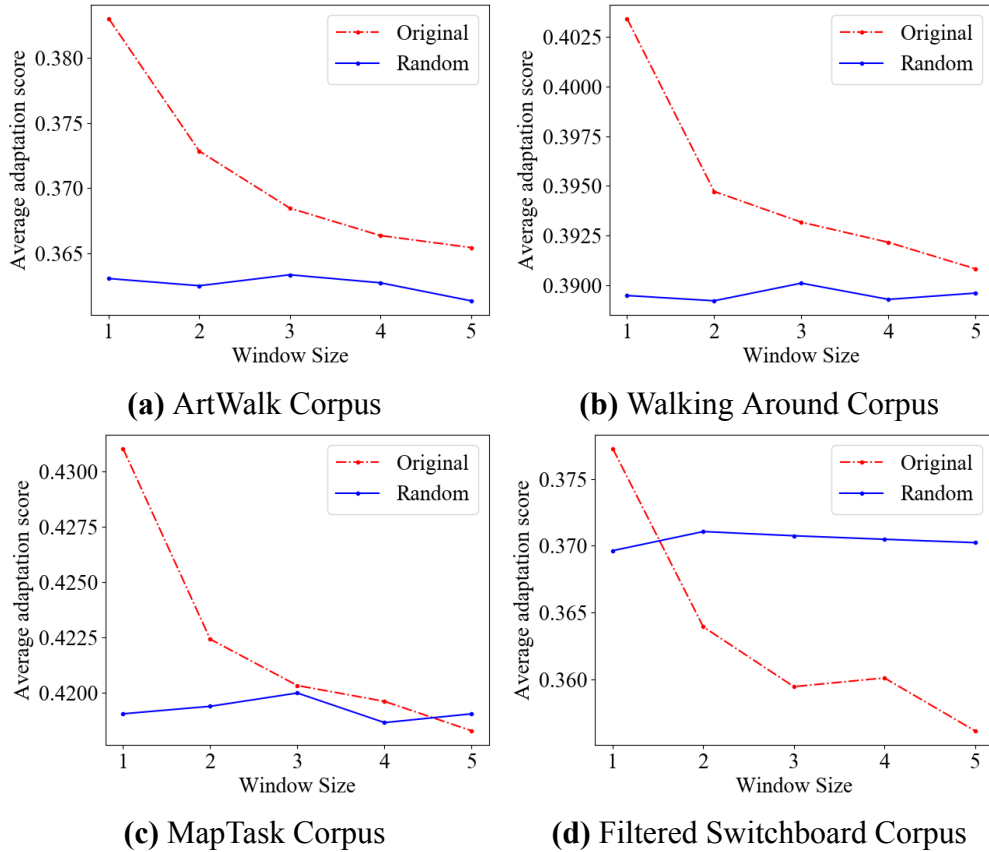 Average adaptation score
0.380
0.375
0.370
0.365
Original
Random
1 2 3 4 5
Window Size
(a) ArtWalk Corpus
Average adaptation score
0.4025
0.4000
0.3975
0.3950
0.3925
0.3900
Original
Random
1 2 3 4 5
Window Size
(b) Walking Around Corpus
Average adaptation score
0.4300
0.4275
0.4250
0.4225
0.4200
Original
Random
1 2 3 4 5
Window Size
(c) MapTask Corpus
Average adaptation score
0.375
0.370
0.365
0.360
Original
Random
1 2 3 4 5
Window Size
(d) Filtered Switchboard Corpus